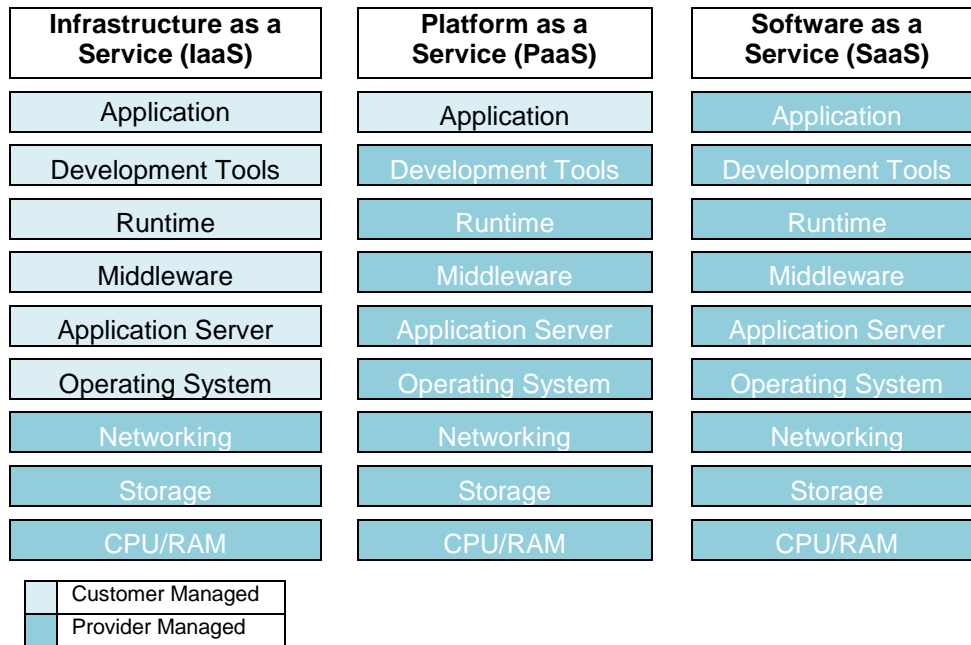 Infrastructure as a
Service (IaaS)
Platform as a
Service (PaaS)
Software as a
Service (SaaS)
Application
Application
Application
Development Tools
Development Tools
Development Tools
Runtime
Runtime
Runtime
Middleware
Middleware
Middleware
Application Server
Application Server
Application Server
Operating System
Operating System
Operating System
Networking
Networking
Networking
Storage
Storage
Storage
CPU/RAM
CPU/RAM
CPU/RAM
Customer Managed
Provider Managed